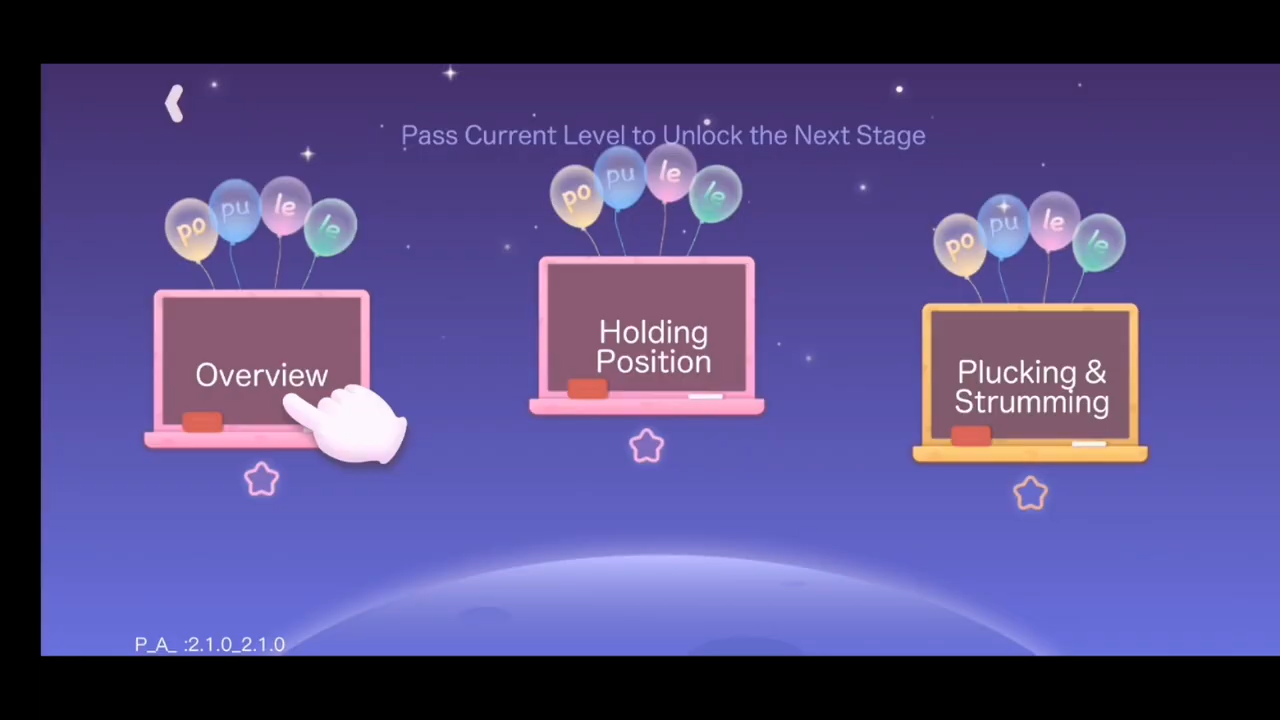 Pass Current Level to Unlock the Next Stage
po pu le le
po pu le le
po pu le le
Overview
Holding
Position
Plucking &
Strumming
P_A_ :2.1.0_2.1.0